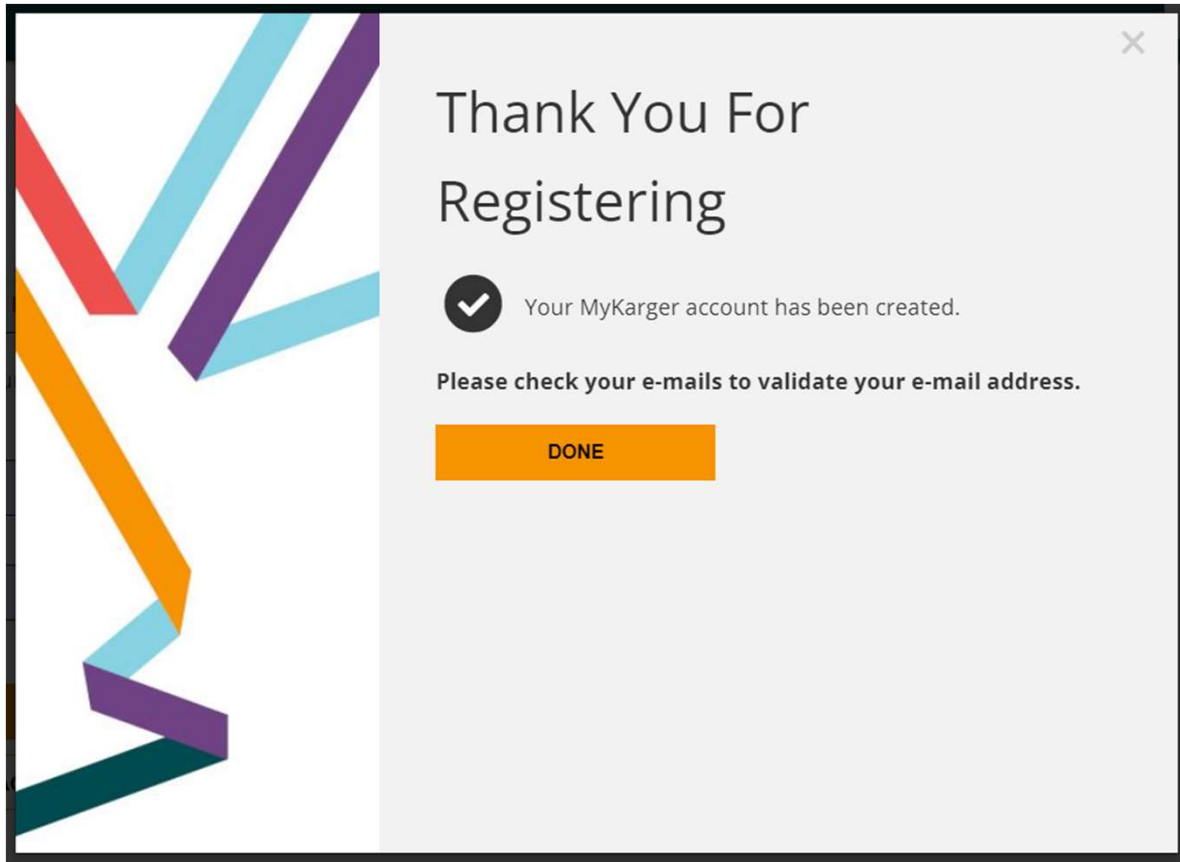 Thank You For
Registering
Your MyKarger account has been created.
Please check your e-mails to validate your e-mail address.
DONE